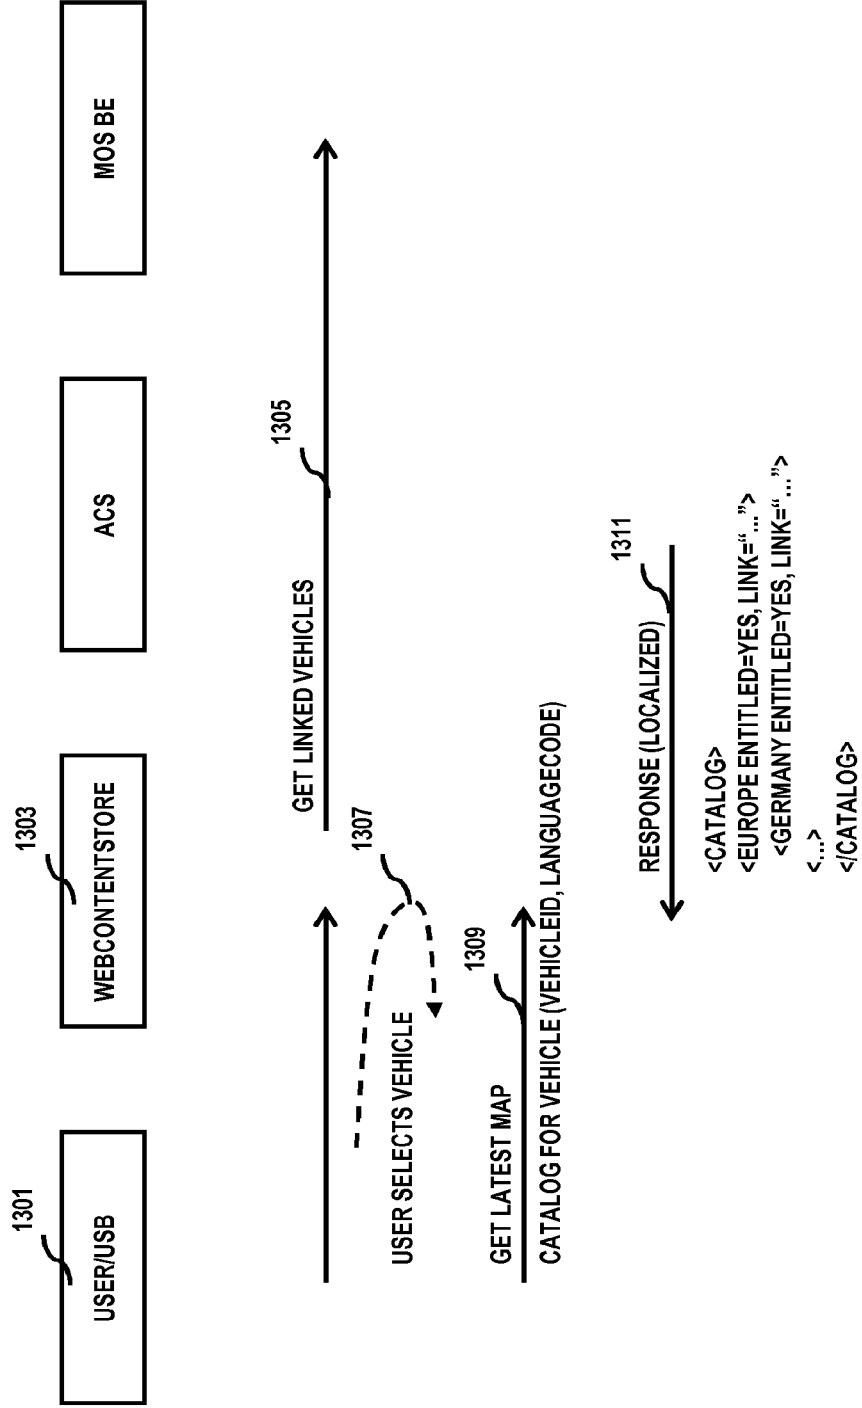 1301
1303
USER/USB
WEBCONTENTSTORE
ACS
MOS BE
1305
GET LINKED VEHICLES
1307
USER SELECTS VEHICLE
1309
GET LATEST MAP
CATALOG FOR VEHICLE (VEHICLEID, LANGUAGECODE)
1311
RESPONSE (LOCALIZED)
<CATALOG>
<EUROPE ENTITLED=YES, LINK=“...”>
<GERMANY ENTITLED=YES, LINK=“...”>
<...>
</CATALOG>